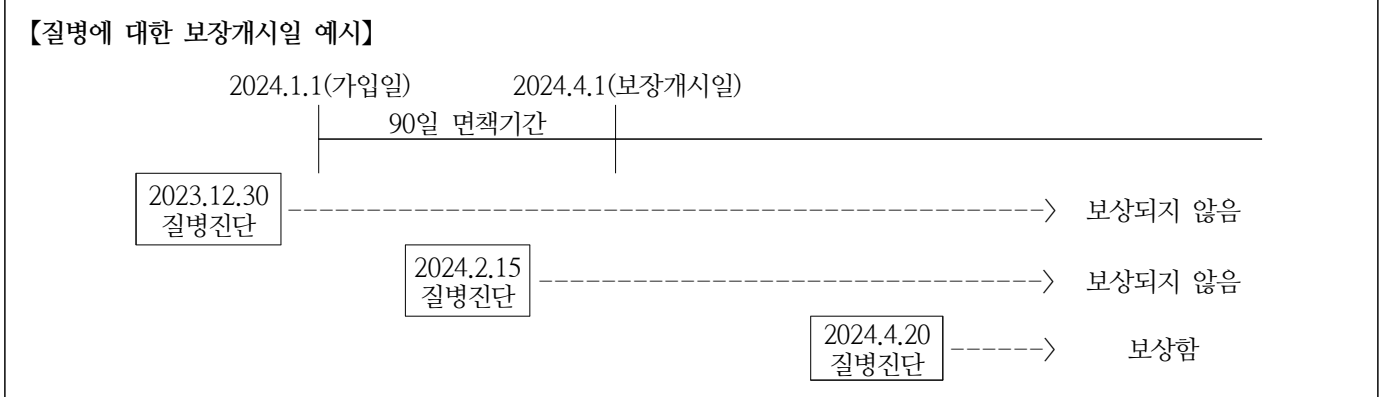 【질병에 대한 보장개시일 예시】
2024.1.1(가입일) 2024.4.1(보장개시일)
90일 면책기간
2023.12.30
질병진단
보상되지 않음
2024.2.15
질병진단
보상되지 않음
2024.4.20
질병진단
보상함